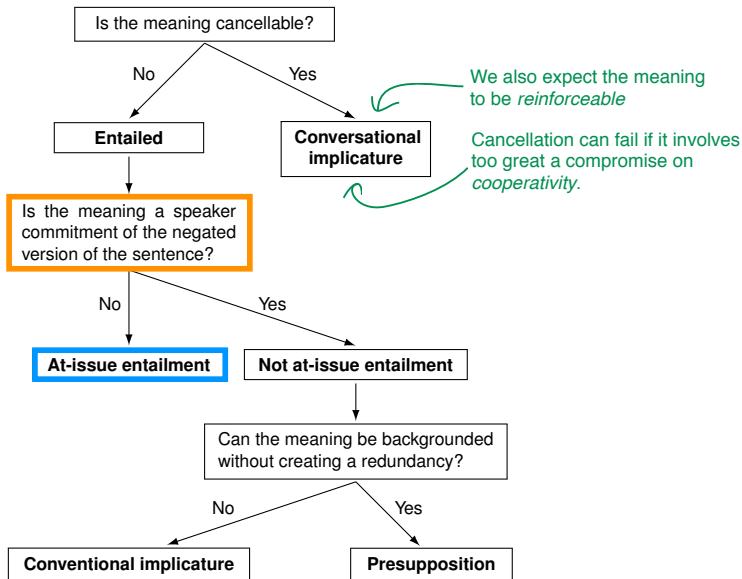 Is the meaning cancellable?
No
Yes
We also expect the meaning
to be reinforceable
Entailed
Conversational
implicature
Cancellation can fail if it involves
too great a compromise on
cooperativity.
Is the meaning a speaker
commitment of the negated
version of the sentence?
No
Yes
At-issue entailment
Not at-issue entailment
Can the meaning be backgrounded
without creating a redundancy?
No
Yes
Conventional implicature
Presupposition